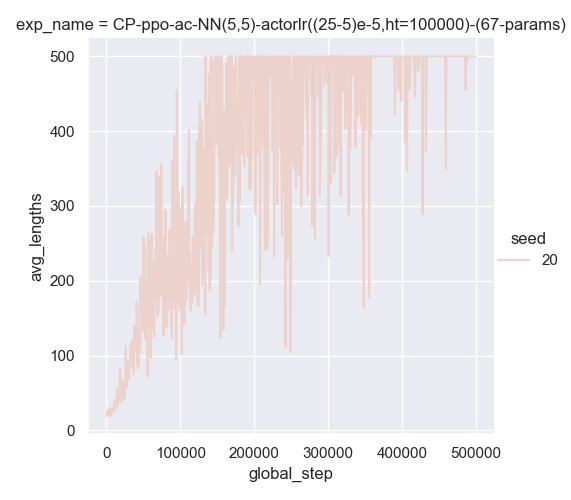 exp_name = CP-ppo-ac-NN(5,5)-actorlr((25-5)e-5,ht=100000)-(67-params)
500
400
300
200
100
0
avg_lengths
0 100000 200000 300000 400000 500000
global_step
seed
20